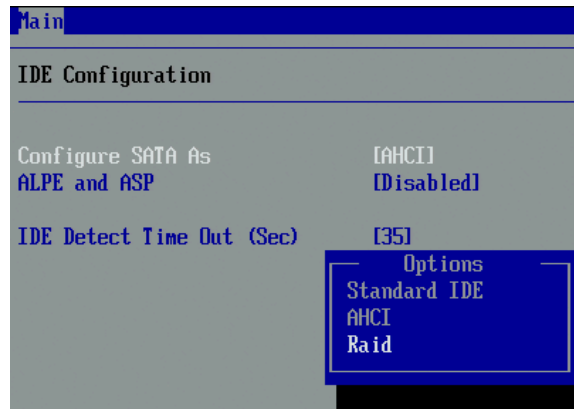 Main
IDE Configuration
Configure SATA As [AHCI]
ALPE and ASP [Disabled]
IDE Detect Time Out (Sec) [35]
Options
Standard IDE
AHCI
Raid